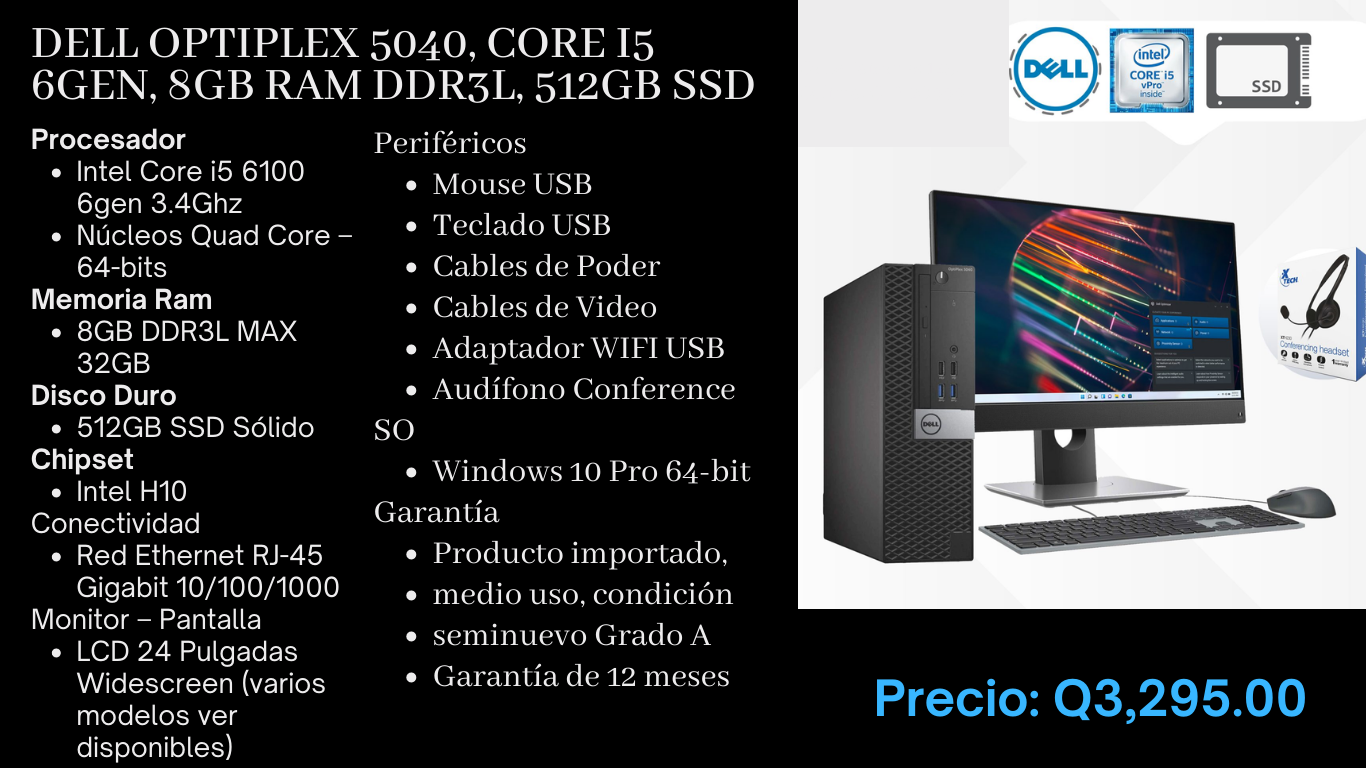 DELL OPTIPLEX 5040, CORE I5
6GEN, 8GB RAM DDR3L, 512GB SSD
Procesador
• Intel Core i5 6100
6gen 3.4Ghz
• Núcleos Quad Core –
64-bits
Memoria Ram
• 8GB DDR3L MAX
32GB
Disco Duro
• 512GB SSD Sólido
Chipset
• Intel H10
Conectividad
• Red Ethernet RJ-45
Gigabit 10/100/1000
Monitor – Pantalla
• LCD 24 Pulgadas
Widescreen (varios
modelos ver
disponibles)
Periféricos
• Mouse USB
• Teclado USB
• Cables de Poder
• Cables de Video
• Adaptador WIFI USB
• Audífono Conference
SO
• Windows 10 Pro 64-bit
Garantía
• Producto importado,
• medio uso, condición
• seminuevo Grado A
• Garantía de 12 meses
DELL
intel
CORE i5
vPro
inside
SSD
DELL
XTECH
Conferencing headset
Precio: Q3,295.00